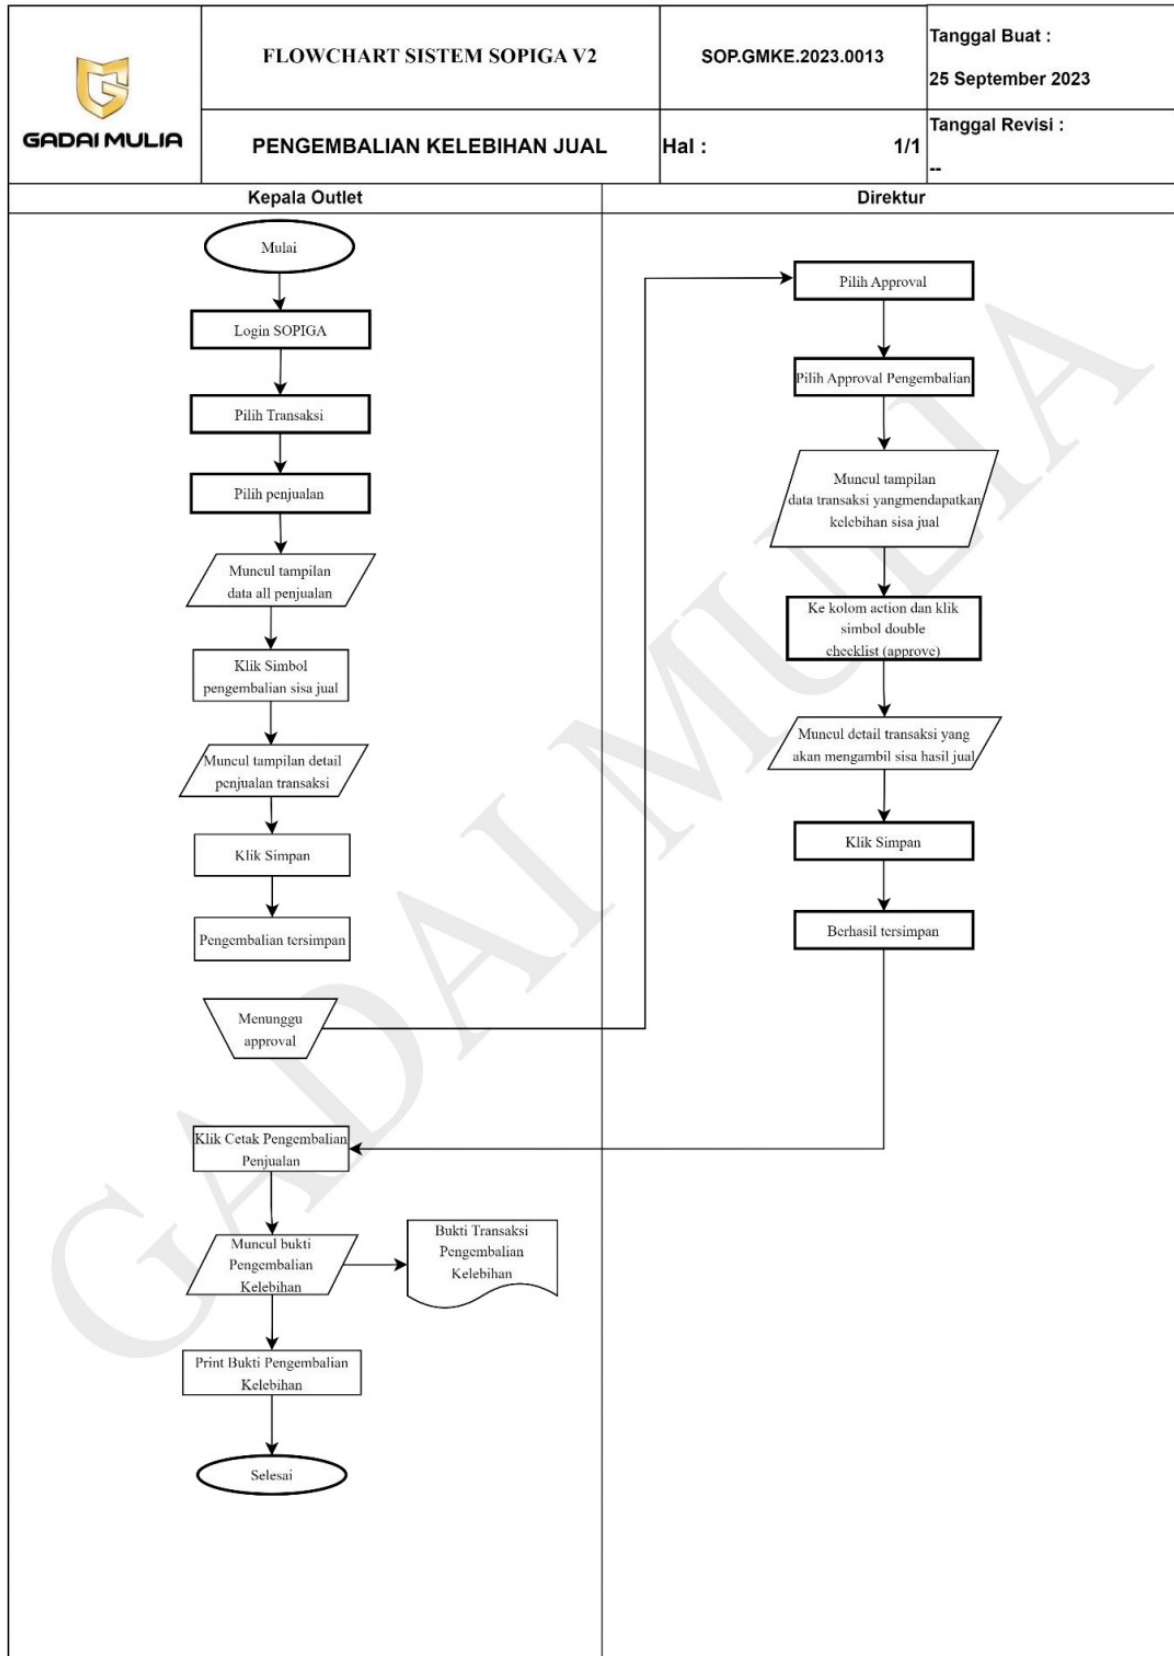 GADAI MULIA
FLOWCHART SISTEM SOPIGA V2
SOP.GMKE.2023.0013
Tanggal Buat :
25 September 2023
PENGEMBALIAN KELEBIHAN JUAL
Hal :
1/1
Tanggal Revisi :
--
Kepala Outlet
Direktur
Mulai
Login SOPIGA
Pilih Transaksi
Pilih penjualan
Muncul tampilan
data all penjualan
Klik Simbol
pengembalian sisa jual
Muncul tampilan detail
penjualan transaksi
Klik Simpan
Pengembalian tersimpan
Menunggu
approval
Pilih Approval
Pilih Approval Pengembalian
Muncul tampilan
data transaksi yangmendapatkan
kelebihan sisa jual
Ke kolom action dan klik
simbol double
checklist (approve)
Muncul detail transaksi yang
akan mengambil sisa hasil jual
Klik Simpan
Berhasil tersimpan
Klik Cetak Pengembalian
Penjualan
Muncul bukti
Pengembalian
Kelebihan
Bukti Transaksi
Pengembalian
Kelebihan
Print Bukti Pengembalian
Kelebihan
Selesai
GADAI MULIA